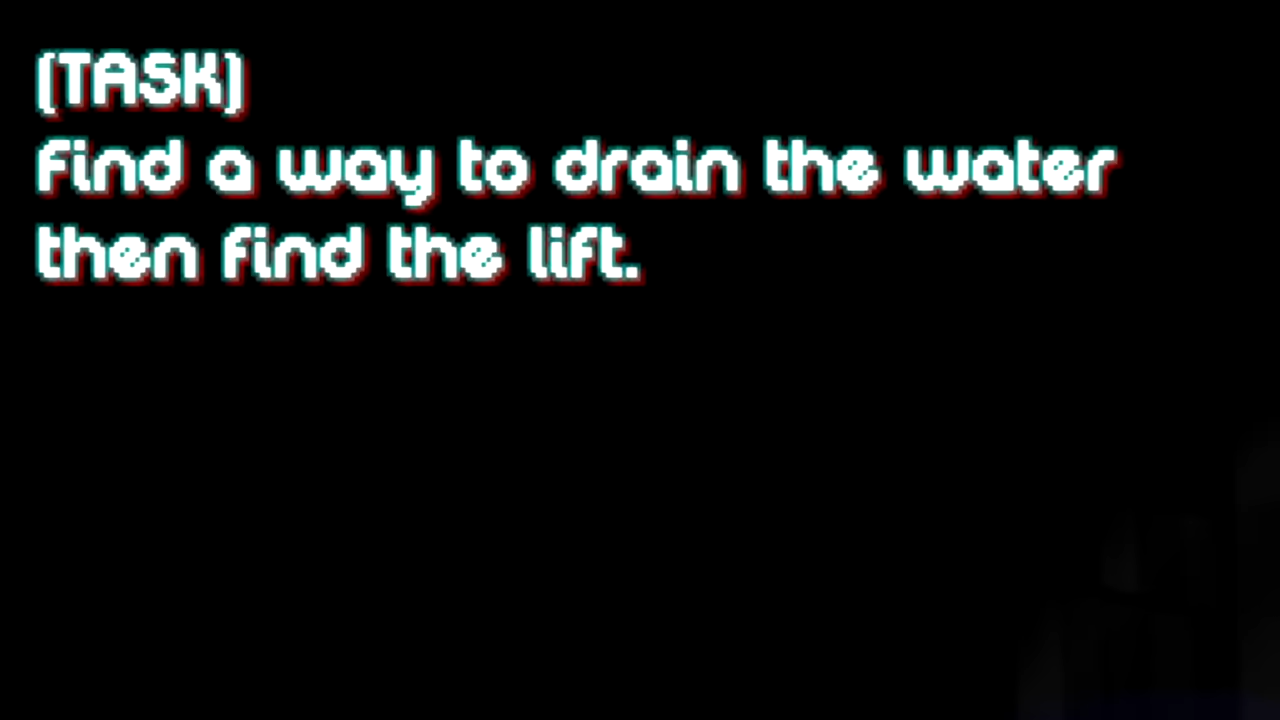 (TASK)
Find a way to drain the water
then find the lift.